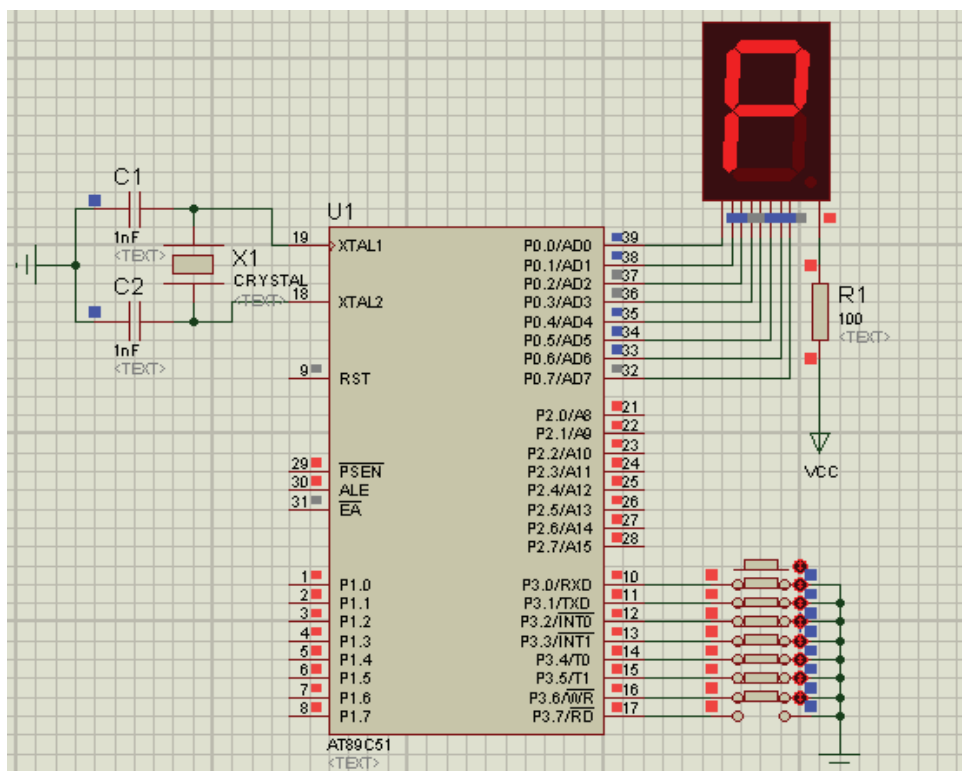 C1
1nF
<TEXT>
X1
CRYSTAL
<TEXT>
C2
1nF
<TEXT>
U1
19
XTAL1
18
XTAL2
9
RST
29
PSEN
30
ALE
31
EA
1
P1.0
2
P1.1
3
P1.2
4
P1.3
5
P1.4
6
P1.5
7
P1.6
8
P1.7
P0.0/AD0
39
P0.1/AD1
38
P0.2/AD2
37
P0.3/AD3
36
P0.4/AD4
35
P0.5/AD5
34
P0.6/AD6
33
P0.7/AD7
32
P2.0/A8
21
P2.1/A9
22
P2.2/A10
23
P2.3/A11
24
P2.4/A12
25
P2.5/A13
26
P2.6/A14
27
P2.7/A15
28
P3.0/RXD
10
P3.1/TXD
11
P3.2/INT0
12
P3.3/INT1
13
P3.4/T0
14
P3.5/T1
15
P3.6/WR
16
P3.7/RD
17
AT89C51
<TEXT>
P
R1
100
<TEXT>
VCC